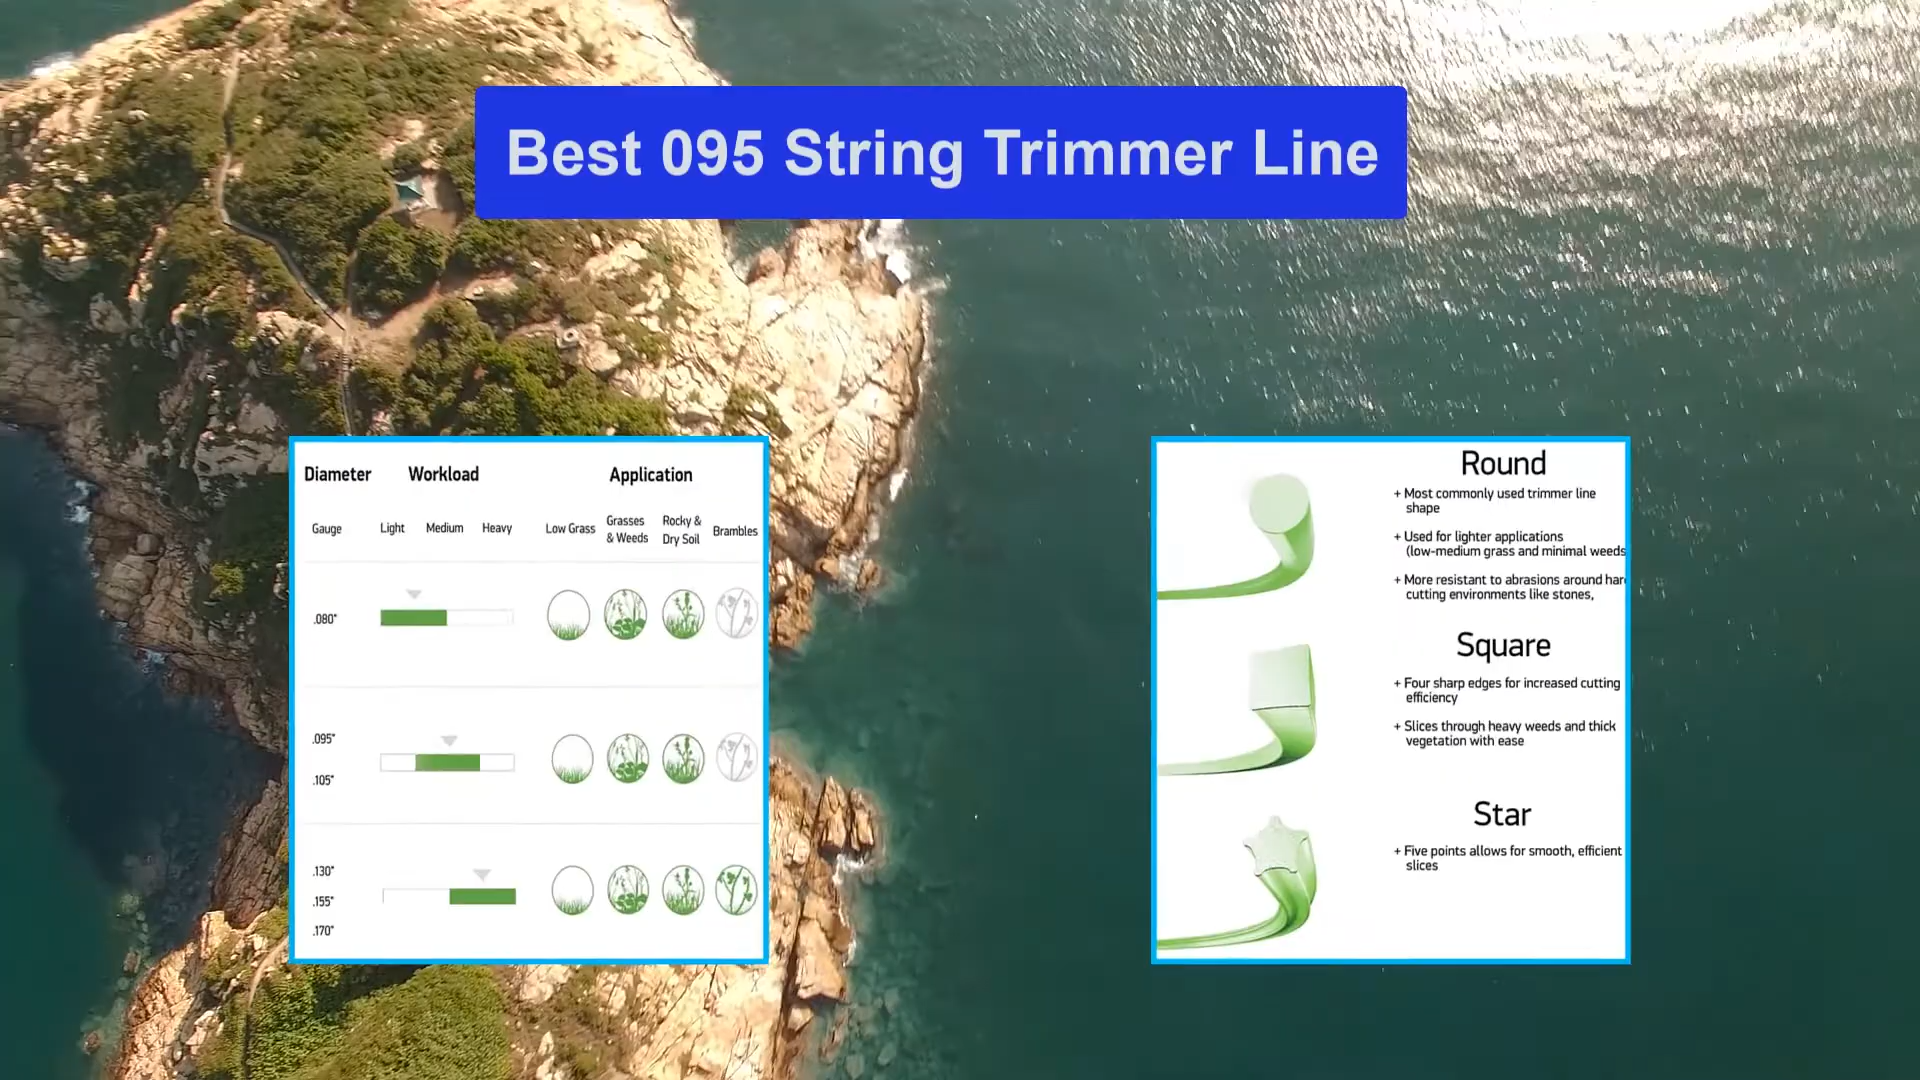 Best 095 String Trimmer Line
Diameter Workload Application
Gauge Light Medium Heavy Low Grass Grasses & Weeds Rocky & Dry Soil Brambles
.080"
.095"
.105"
.130"
.155"
.170"
Round
+ Most commonly used trimmer line
shape
+ Used for lighter applications
(low-medium grass and minimal weeds
+ More resistant to abrasions around har
cutting environments like stones,
Square
+ Four sharp edges for increased cutting
efficiency
+ Slices through heavy weeds and thick
vegetation with ease
Star
+ Five points allows for smooth, efficient
slices